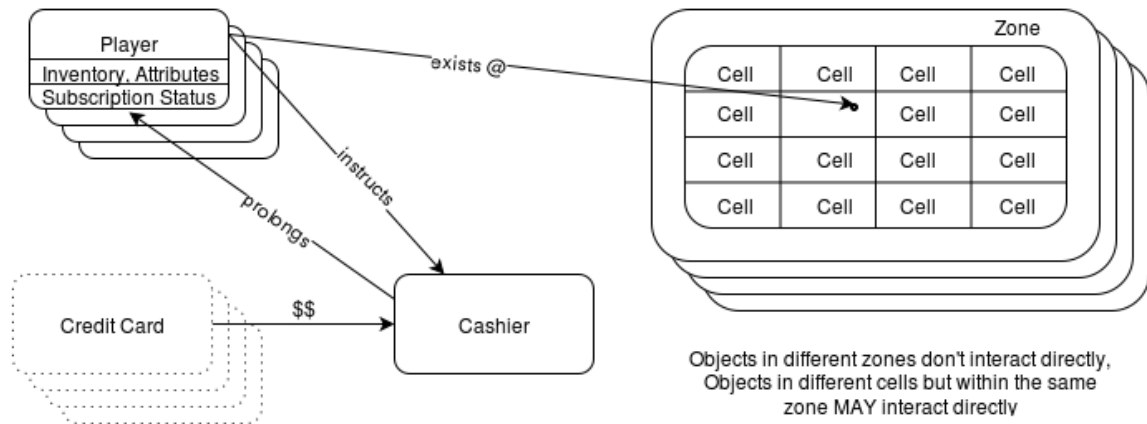 Player
Inventory, Attributes
Subscription Status
exists @
instructs
prolongs
Credit Card
$$
Cashier
Zone
Cell Cell Cell Cell
Cell Cell Cell
Cell Cell Cell Cell
Cell Cell Cell Cell
Objects in different zones don't interact directly,
Objects in different cells but within the same
zone MAY interact directly